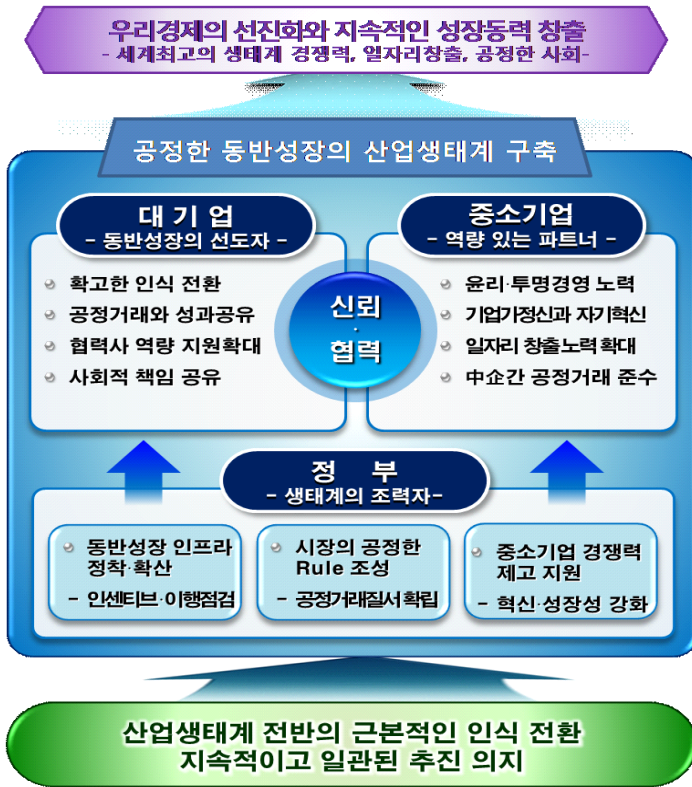 우리경제의 선진화와 지속적인 성장동력 창출
- 세계최고의 생태계 경쟁력, 일자리창출, 공정한 사회-
공정한 동반성장의 산업생태계 구축
대 기 업
- 동반성장의 선도자 -
확고한 인식 전환
공정거래와 성과공유
협력사 역량 지원확대
사회적 책임 공유
신뢰
·
협력
중소기업
- 역량 있는 파트너 -
윤리·투명경영 노력
기업가정신과 자기혁신
일자리 창출노력 확대
中企간 공정거래 준수
정 부
- 생태계의 조력자-
동반성장 인프라
정착·확산
- 인센티브·이행점검
시장의 공정한
Rule 조성
- 공정거래질서 확립
중소기업 경쟁력
제고 지원
- 혁신·성장성 강화
산업생태계 전반의 근본적인 인식 전환
지속적이고 일관된 추진 의지